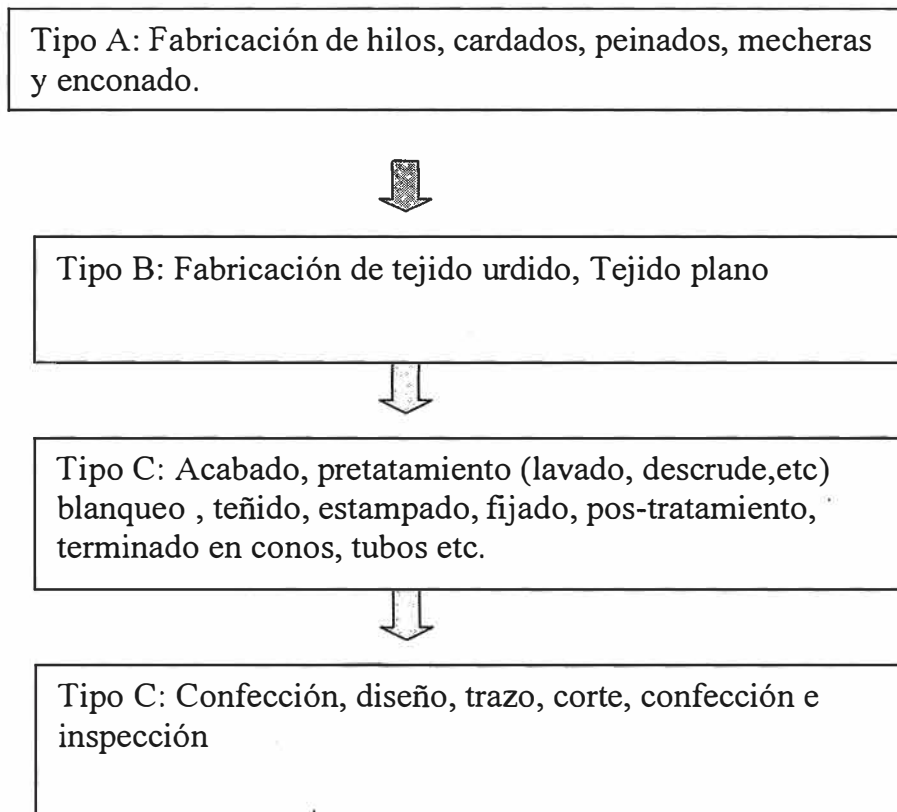 Tipo A: Fabricación de hilos, cardados, peinados, mecheras
y enconado.
Tipo B: Fabricación de tejido urdido, Tejido plano
Tipo C: Acabado, pretatamiento (lavado, descrude,etc)
blanqueo , teñido, estampado, fijado, pos-tratamiento,
terminado en conos, tubos etc.
Tipo C: Confección, diseño, trazo, corte, confección e
inspección